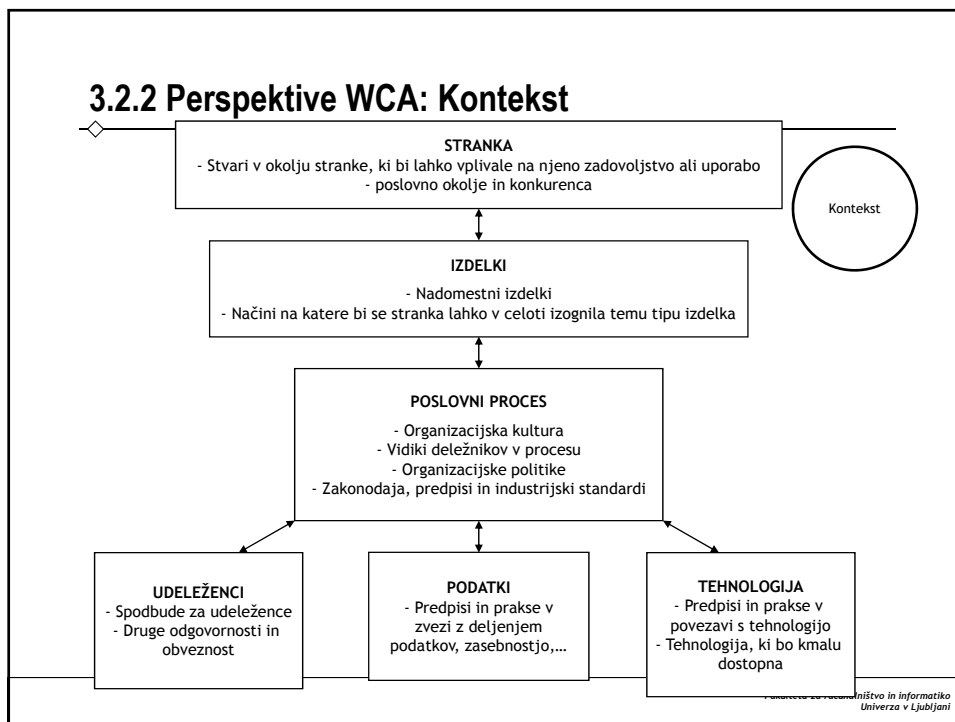 3.2.2 Perspektive WCA: Kontekst
STRANKA
- Stvari v okolju stranke, ki bi lahko vplivale na njeno zadovoljstvo ali uporabo
- poslovno okolje in konkurenca
Kontekst
IZDELKI
- Nadomestni izdelki
- Načini na katere bi se stranka lahko v celoti izognila temu tipu izdelka
POSLOVNI PROCES
- Organizacijska kultura
- Vidiki deležnikov v procesu
- Organizacijske politike
- Zakonodaja, predpisi in industrijski standardi
UDELEŽENCI
- Spodbude za udeležence
- Druge odgovornosti in
obveznost
PODATKI
- Predpisi in prakse v
zvezi z deljenjem
podatkov, zasebnostjo,…
TEHNOLOGIJA
- Predpisi in prakse v
povezavi s tehnologijo
- Tehnologija, ki bo kmalu
dostopna
in informatiko
Univerza v Ljubljani